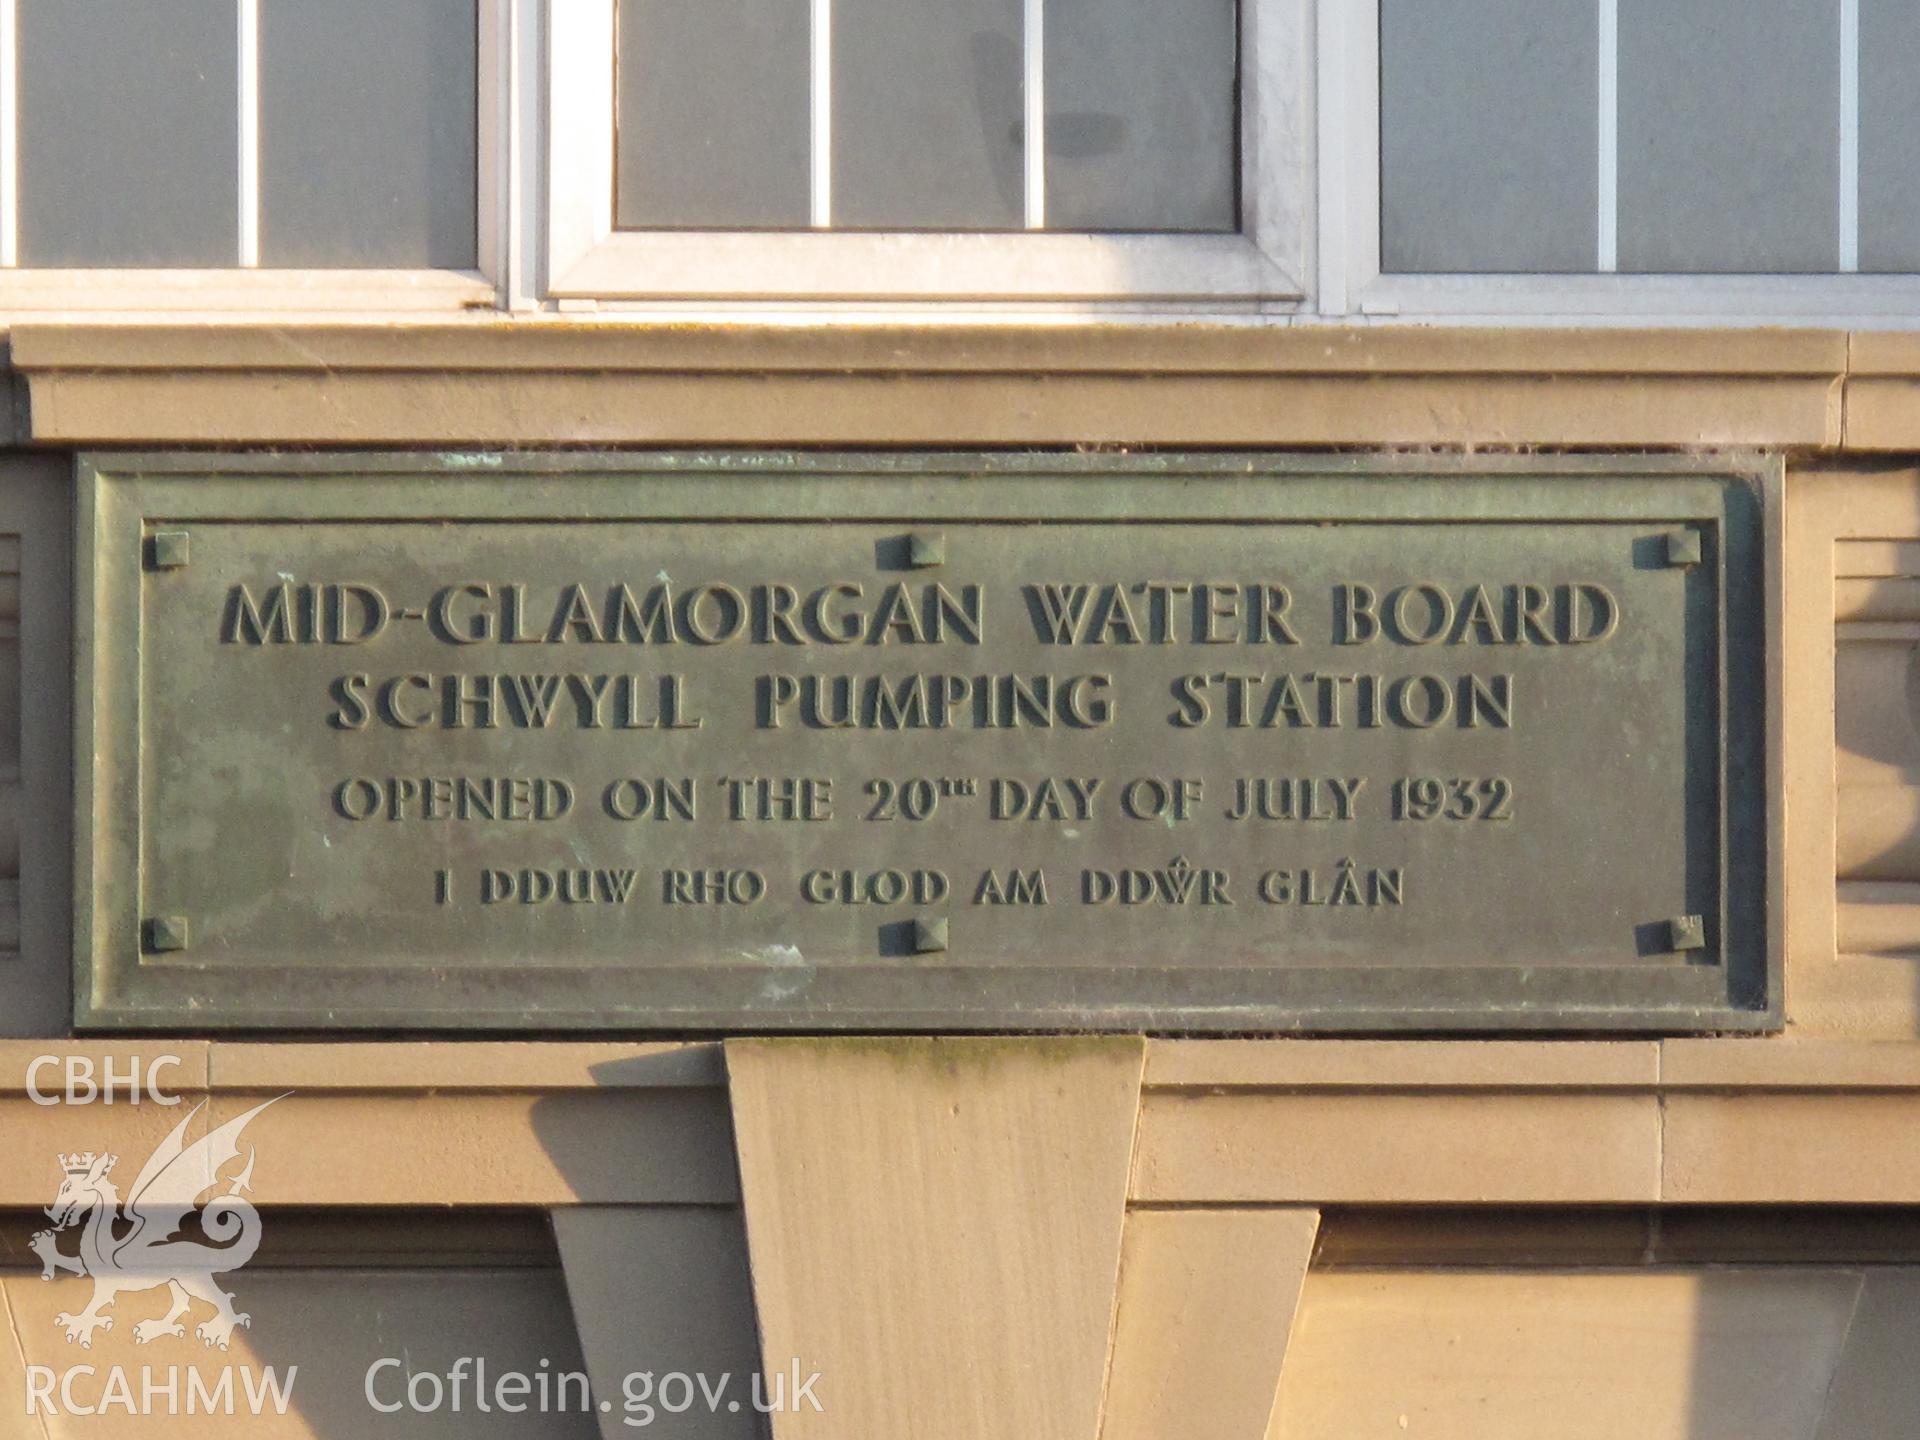 MID-GLAMORGAN WATER BOARD
SCHWYLL PUMPING STATION
OPENED ON THE 20TH DAY OF JULY 1932
I DDUW RHO GLOD AM DDŴR GLÂN
CBHC
RCAHMW
Coflein.gov.uk